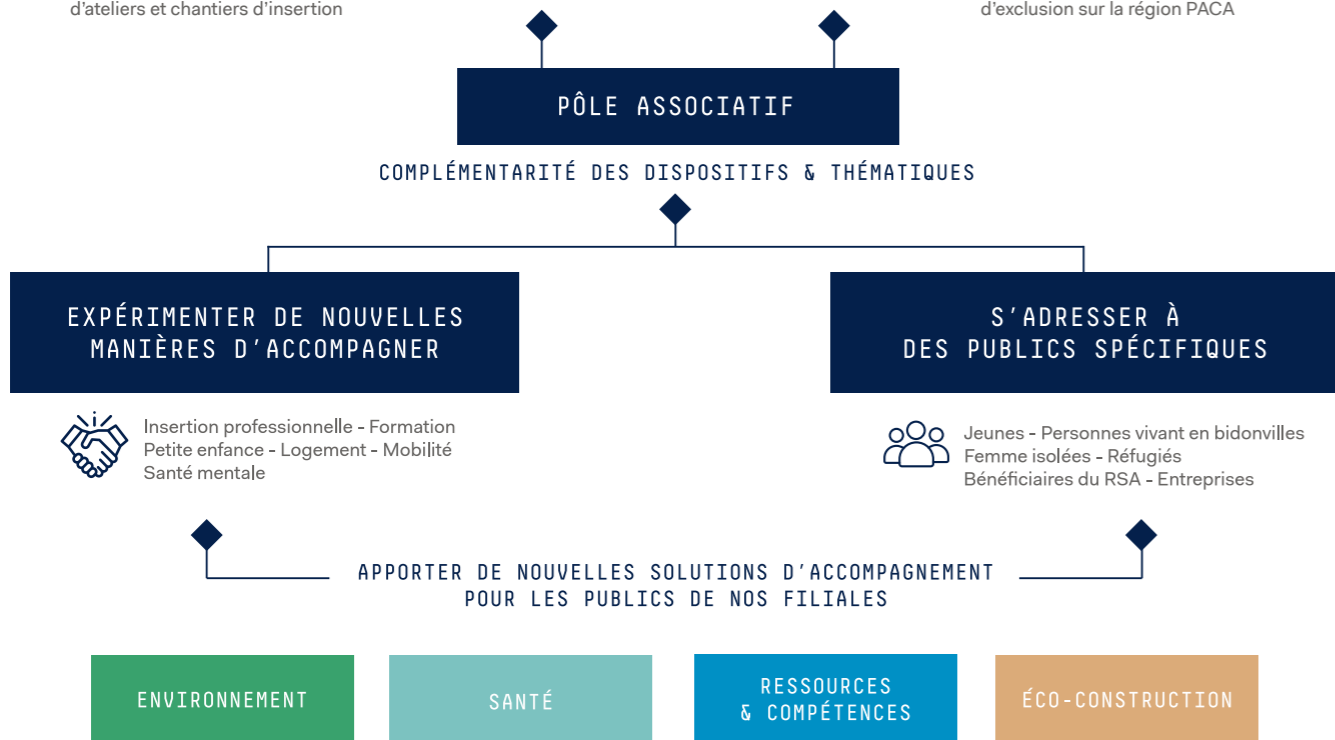 d'ateliers et chantiers d'insertion
d'exclusion sur la région PACA
PÔLE ASSOCIATIF
COMPLÉMENTARITÉ DES DISPOSITIFS & THÉMATIQUES
EXPÉRIMENTER DE NOUVELLES
MANIÈRES D'ACCOMPAGNER
S'ADRESSER À
DES PUBLICS SPÉCIFIQUES
Insertion professionnelle - Formation
Petite enfance - Logement - Mobilité
Santé mentale
Jeunes - Personnes vivant en bidonvilles
Femme isolées - Réfugiés
Bénéficiaires du RSA - Entreprises
APPORTER DE NOUVELLES SOLUTIONS D'ACCOMPAGNEMENT
POUR LES PUBLICS DE NOS FILIALES
ENVIRONNEMENT
SANTÉ
RESSOURCES
& COMPÉTENCES
ÉCO-CONSTRUCTION